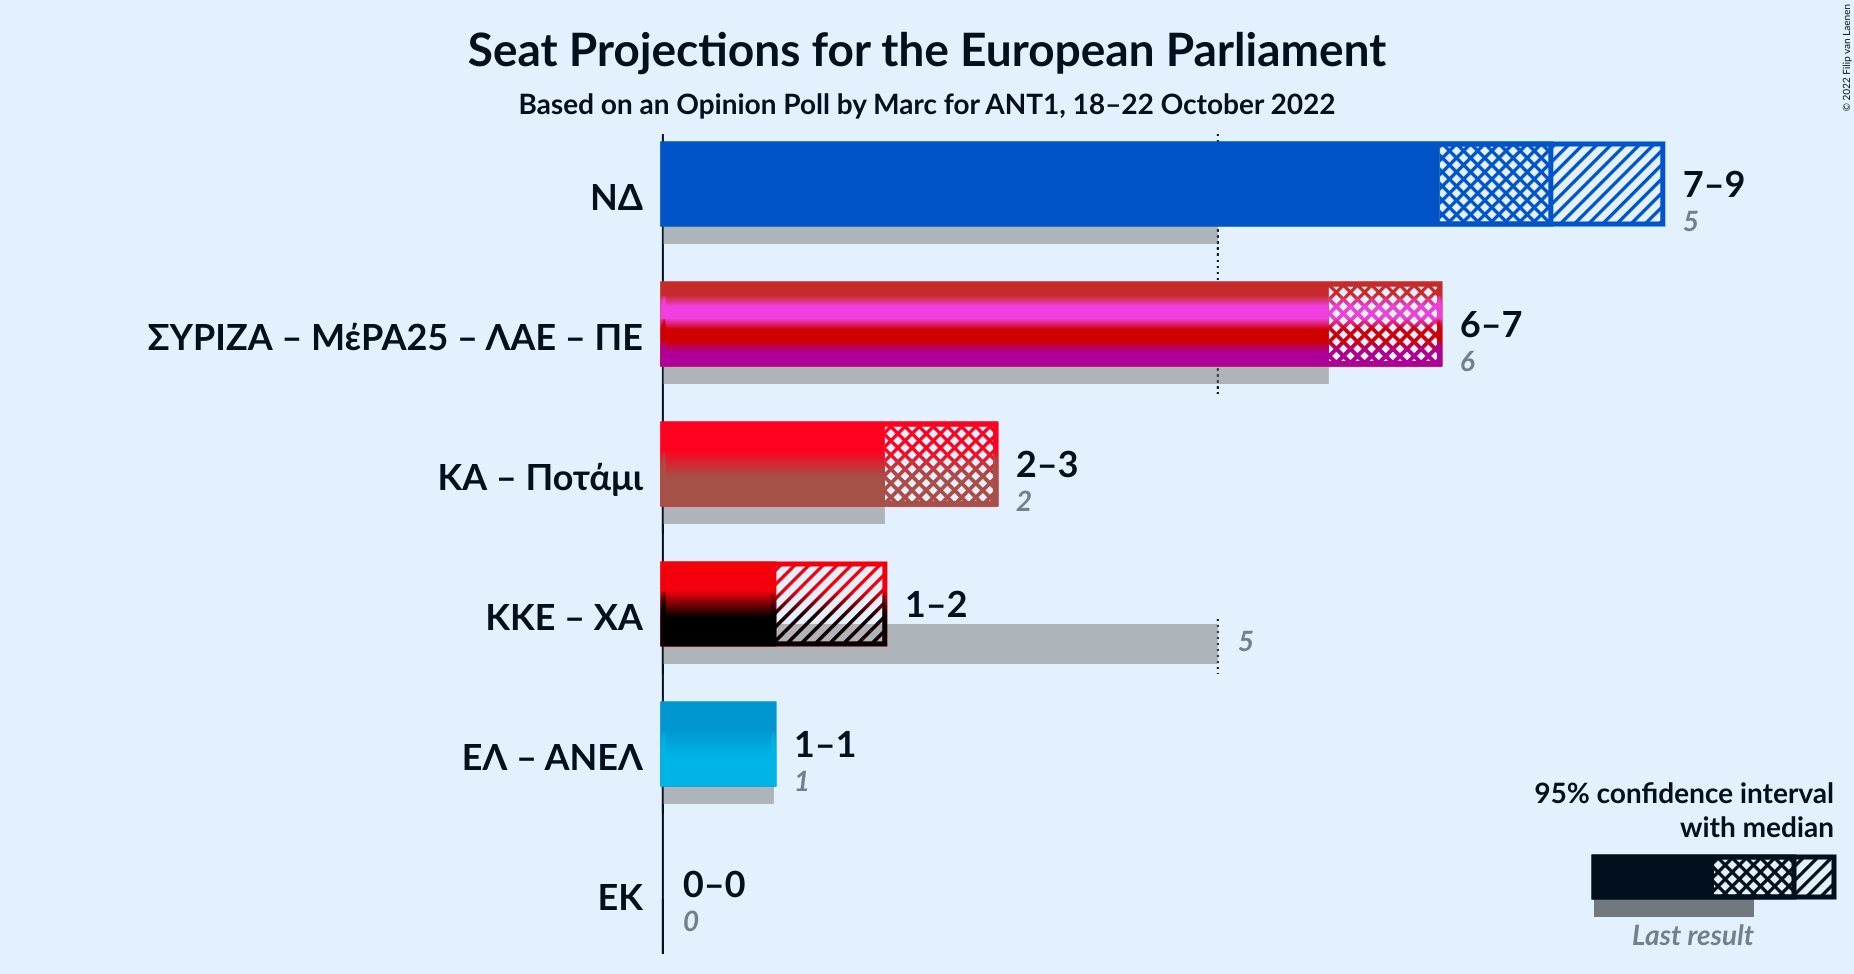 Seat Projections for the European Parliament
Based on an Opinion Poll by Marc for ANT1, 18–22 October 2022
© 2022 Filip van Laenen
ΝΔ
7–9
5
ΣΥΡΙΖΑ – ΜέΡΑ25 – ΛΑΕ – ΠΕ
6–7
6
ΚΑ – Ποτάμι
2–3
2
ΚΚΕ – ΧΑ
1–2
5
ΕΛ – ΑΝΕΛ
1–1
1
ΕΚ
0–0
0
95% confidence interval
with median
Last result